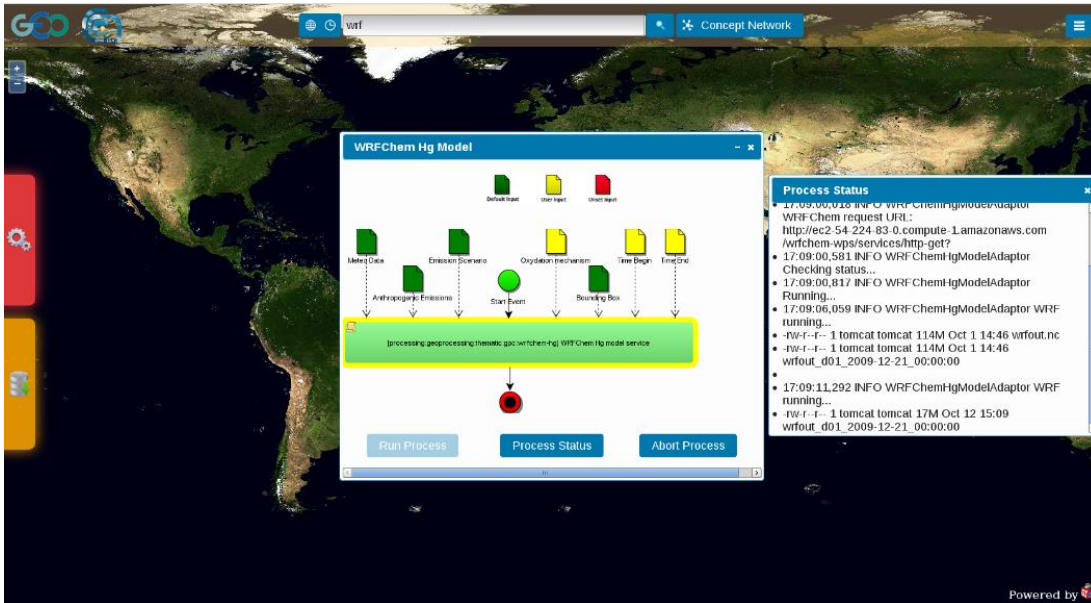 GEO
wrf
Concept Network
+
−
WRFChem Hg Model
Default Input User Input Unset Input
Meteo Data Emission Scenario Oxydation mechanism Time Begin Time End
Anthropogenic Emissions Start Event Bounding Box
[processing:geoprocessing:thematic:gpc:wrfchem-hg] WRFChem Hg model service
Run Process Process Status Abort Process
Process Status
17:09:00,018 INFO WRFChemHgModelAdaptor
WRFChem request URL:
http://ec2-54-224-83-0.compute-1.amazonaws.com
/wrfchem-wps/services/http-get?
17:09:00,581 INFO WRFChemHgModelAdaptor
Checking status...
17:09:00,817 INFO WRFChemHgModelAdaptor
Running...
17:09:06,059 INFO WRFChemHgModelAdaptor WRF
running...
-rw-r--r-- 1 tomcat tomcat 114M Oct 1 14:46 wrfout.nc
-rw-r--r-- 1 tomcat tomcat 114M Oct 1 14:46
wrfout_d01_2009-12-21_00:00:00
17:09:11,292 INFO WRFChemHgModelAdaptor WRF
running...
-rw-r--r-- 1 tomcat tomcat 17M Oct 12 15:09
wrfout_d01_2009-12-21_00:00:00
Powered by